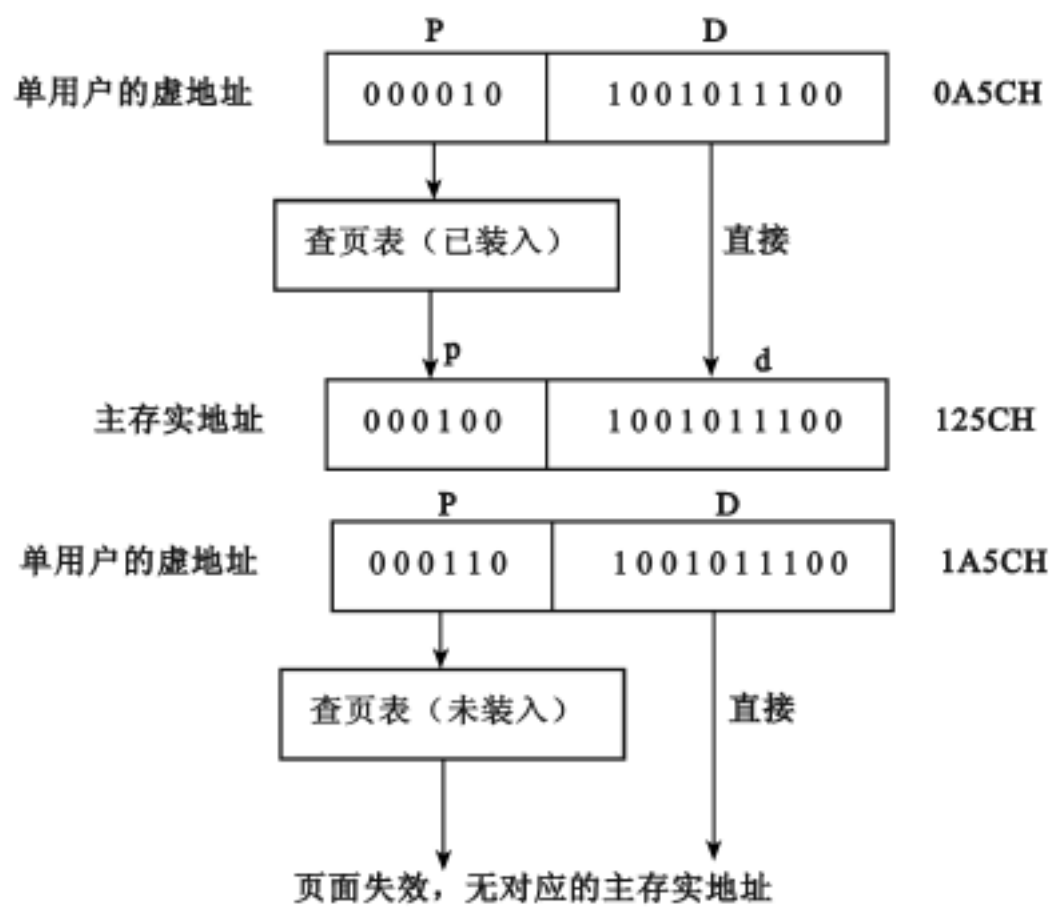 P D
单用户的虚地址 000010 1001011100 0A5CH
查页表（已装入） 直接
p d
主存实地址 000100 1001011100 125CH
P D
单用户的虚地址 000110 1001011100 1A5CH
查页表（未装入） 直接
页面失效，无对应的主存实地址